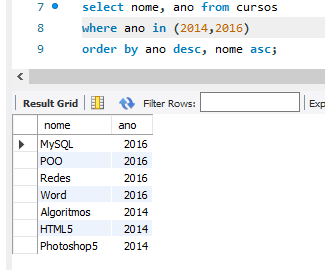 7 select nome, ano from cursos
8 where ano in (2014,2016)
9 order by ano desc, nome asc;
Result Grid Filter Rows: Exp
nome ano
MySQL 2016
POO 2016
Redes 2016
Word 2016
Algoritmos 2014
HTML5 2014
Photoshop5 2014